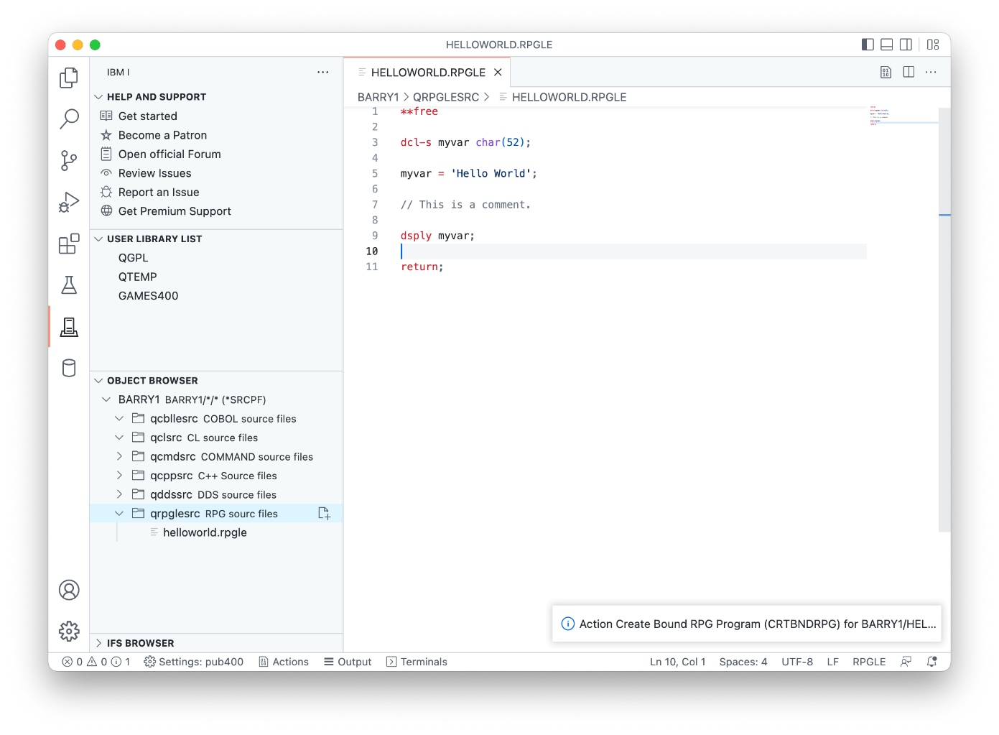 HELLOWORLD.RPGLE
IBM I
HELP AND SUPPORT
Get started
Become a Patron
Open official Forum
Review Issues
Report an Issue
Get Premium Support
USER LIBRARY LIST
QGPL
QTEMP
GAMES400
OBJECT BROWSER
BARRY1 BARRY1/*/* (*SRCPF)
qcbllesrc COBOL source files
qclsrc CL source files
qcmdsrc COMMAND source files
qcppsrc C++ Source files
qddssrc DDS source files
qrpglesrc RPG sourc files
helloworld.rpgle
IFS BROWSER
HELLOWORLD.RPGLE
BARRY1 > QRPGLESRC > HELLOWORLD.RPGLE
1 **free
2
3 dcl-s myvar char(52);
4
5 myvar = 'Hello World';
6
7 // This is a comment.
8
9 dsply myvar;
10
11 return;
Action Create Bound RPG Program (CRTBNDRPG) for BARRY1/HEL...
0 0 1 Settings: pub400 Actions Output Terminals Ln 10, Col 1 Spaces: 4 UTF-8 LF RPGLE